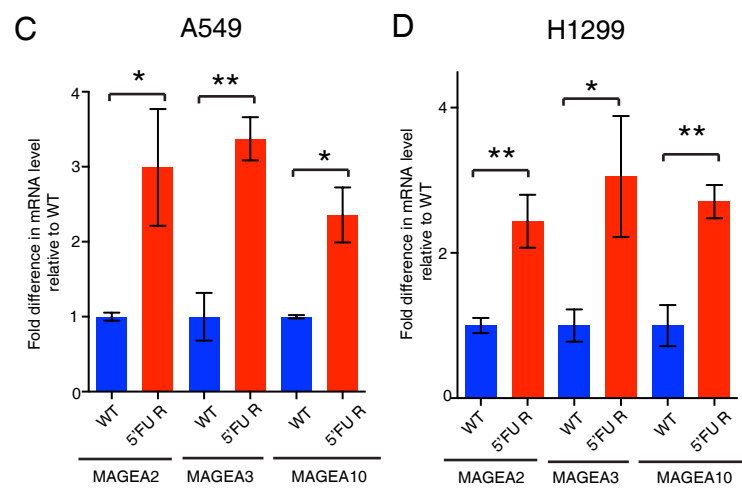 C
A549
Fold difference in mRNA level
relative to WT
4
3
2
1
0
*
**
*
WT
5'FU R
WT
5'FU R
WT
5'FU R
MAGEA2
MAGEA3
MAGEA10
D
H1299
Fold difference in mRNA level
relative to WT
4
2
0
**
*
**
WT
5'FU R
WT
5'FU R
WT
5'FU R
MAGEA2
MAGEA3
MAGEA10